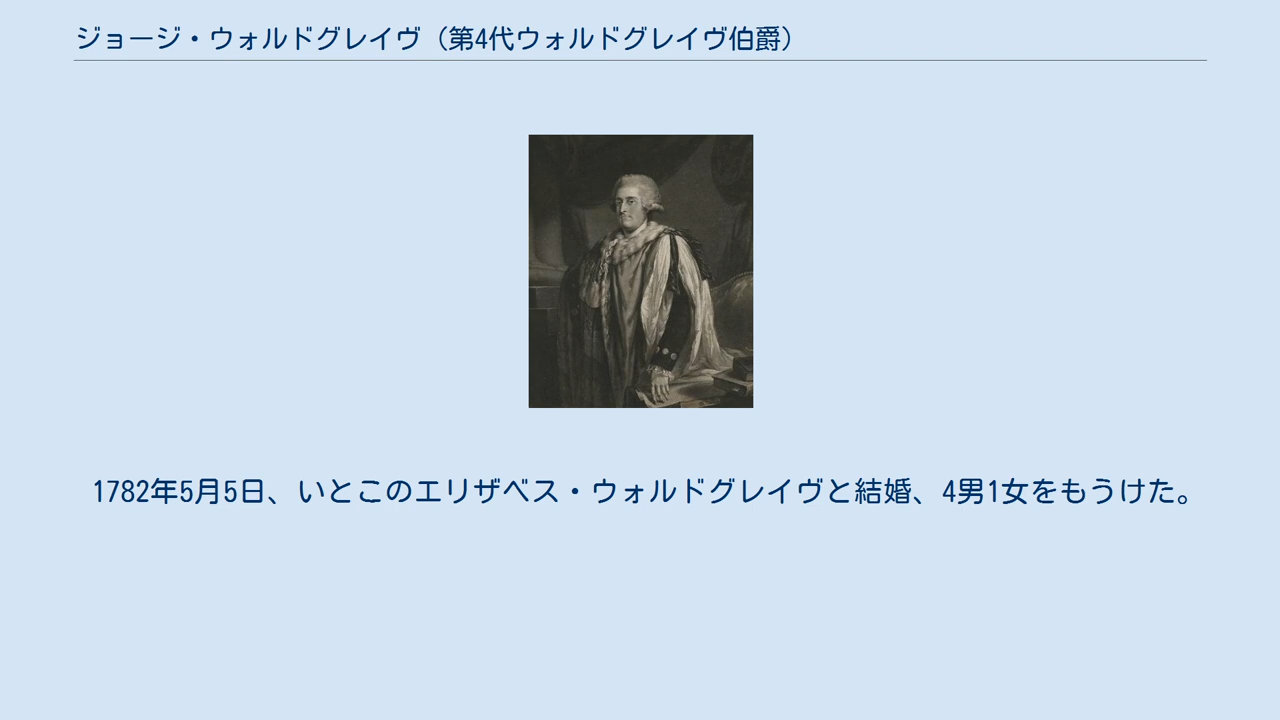 ジョージ・ウォルドグレイヴ（第4代ウォルドグレイヴ伯爵）
1782年5月5日、いとこのエリザベス・ウォルドグレイヴと結婚、4男1女をもうけた。